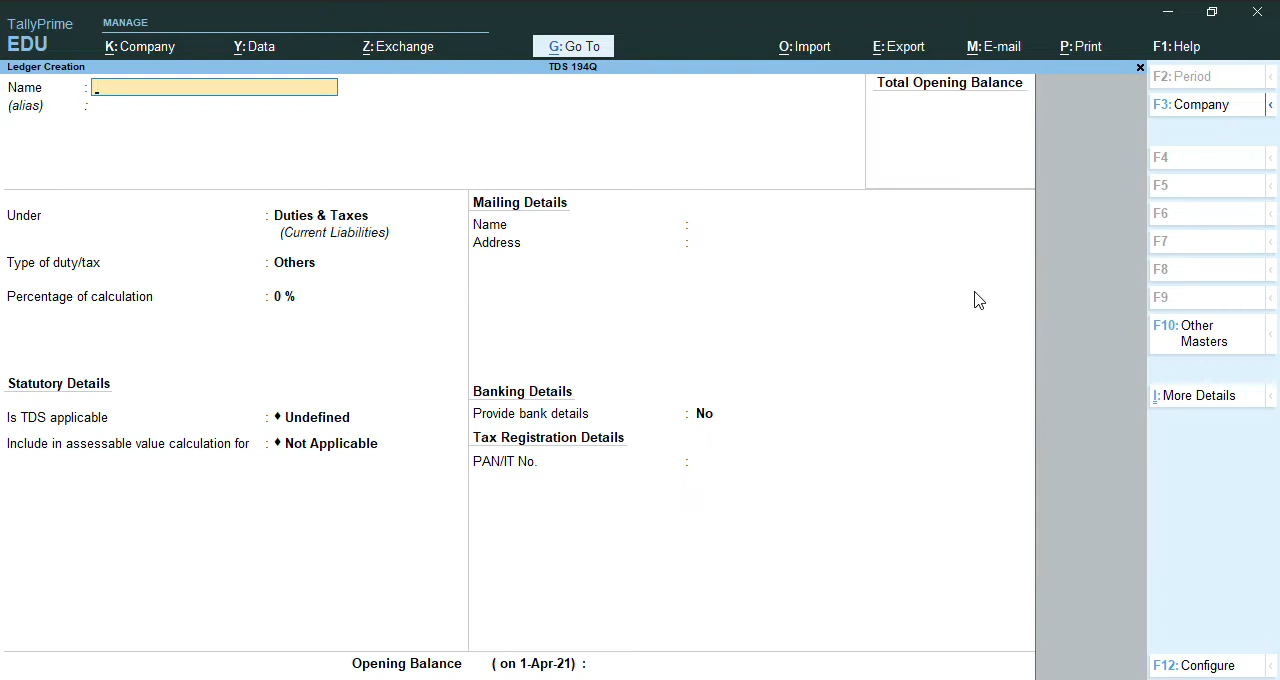 TallyPrime
EDU
MANAGE
K: Company Y: Data Z: Exchange G: Go To O: Import E: Export M: E-mail P: Print F1: Help
Ledger Creation TDS 194Q
Name :
(alias) :
Total Opening Balance
Under : Duties & Taxes
(Current Liabilities)
Type of duty/tax : Others
Percentage of calculation : 0 %
Statutory Details
Is TDS applicable : ♦ Undefined
Include in assessable value calculation for : ♦ Not Applicable
Mailing Details
Name :
Address :
Banking Details
Provide bank details : No
Tax Registration Details
PAN/IT No. :
Opening Balance ( on 1-Apr-21) :
F2: Period
F3: Company
F4
F5
F6
F7
F8
F9
F10: Other
Masters
I: More Details
F12: Configure